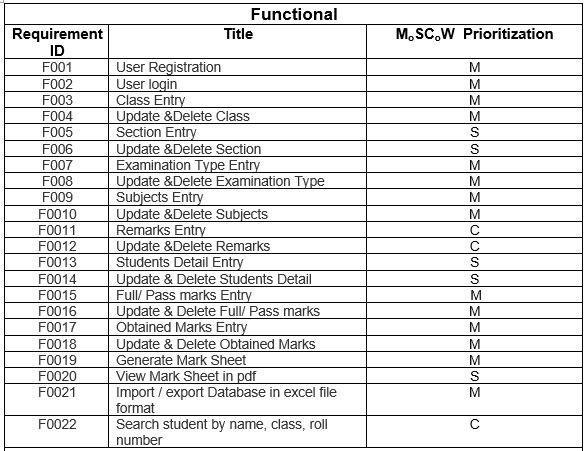 Functional
Requirement ID Title MoSCoW Prioritization
F001 User Registration M
F002 User login M
F003 Class Entry M
F004 Update &Delete Class M
F005 Section Entry S
F006 Update &Delete Section S
F007 Examination Type Entry M
F008 Update &Delete Examination Type M
F009 Subjects Entry M
F0010 Update &Delete Subjects M
F0011 Remarks Entry C
F0012 Update &Delete Remarks C
F0013 Students Detail Entry S
F0014 Update & Delete Students Detail S
F0015 Full/ Pass marks Entry M
F0016 Update & Delete Full/ Pass marks M
F0017 Obtained Marks Entry M
F0018 Update & Delete Obtained Marks M
F0019 Generate Mark Sheet M
F0020 View Mark Sheet in pdf S
F0021 Import / export Database in excel file M
format
F0022 Search student by name, class, roll C
number